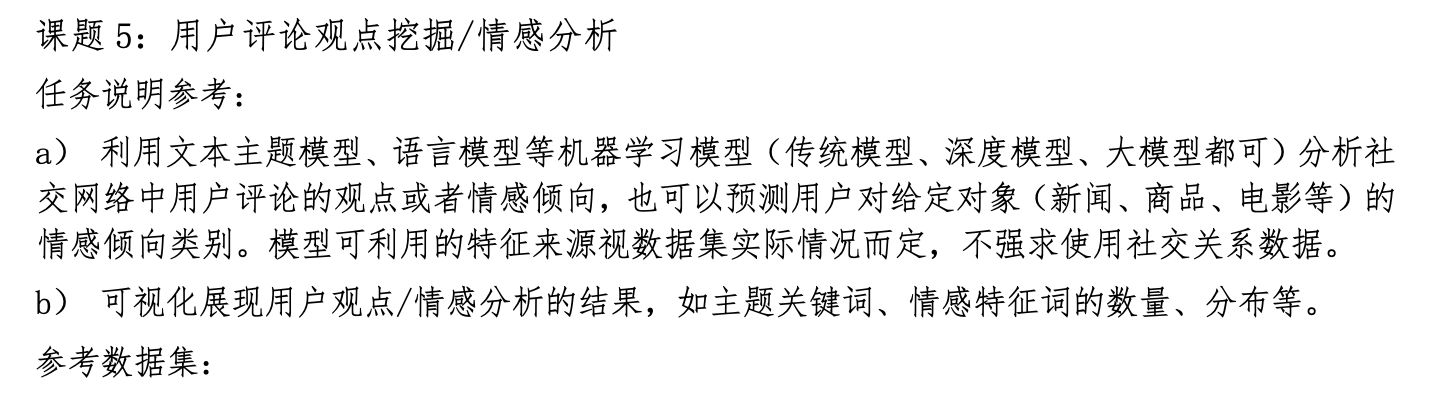 课题 5：用户评论观点挖掘/情感分析
任务说明参考：
a） 利用文本主题模型、语言模型等机器学习模型（传统模型、深度模型、大模型都可）分析社
交网络中用户评论的观点或者情感倾向，也可以预测用户对给定对象（新闻、商品、电影等）的
情感倾向类别。模型可利用的特征来源视数据集实际情况而定，不强求使用社交关系数据。
b） 可视化展现用户观点/情感分析的结果，如主题关键词、情感特征词的数量、分布等。
参考数据集：